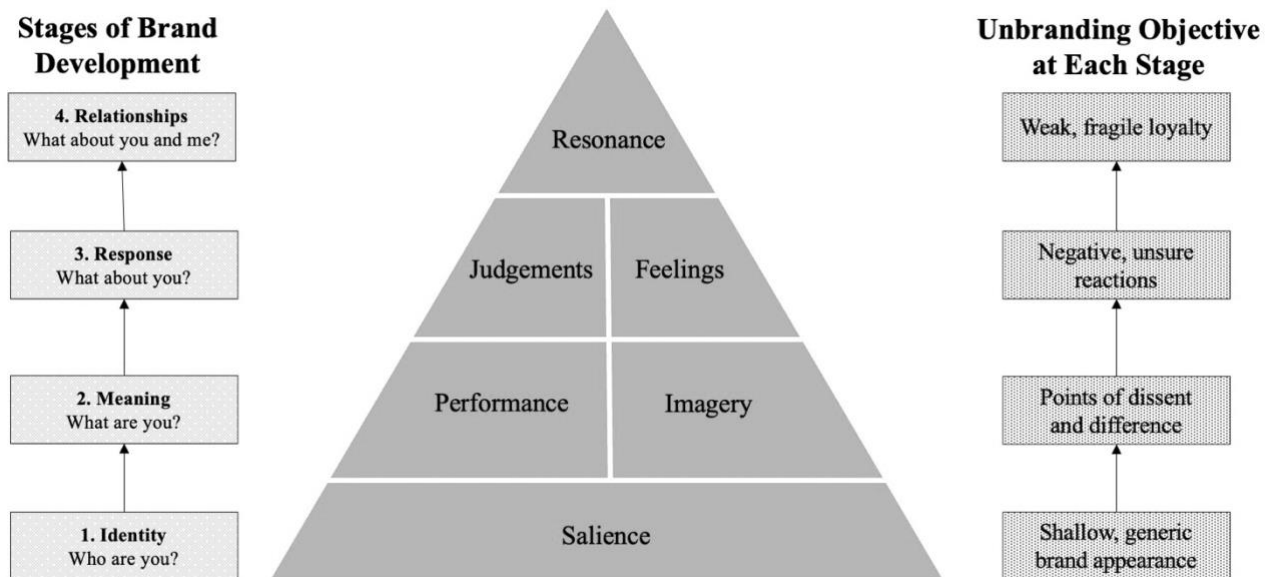 Stages of Brand
Development
4. Relationships
What about you and me?
3. Response
What about you?
2. Meaning
What are you?
1. Identity
Who are you?
Resonance
Judgements
Feelings
Performance
Imagery
Salience
Unbranding Objective
at Each Stage
Weak, fragile loyalty
Negative, unsure
reactions
Points of dissent
and difference
Shallow, generic
brand appearance